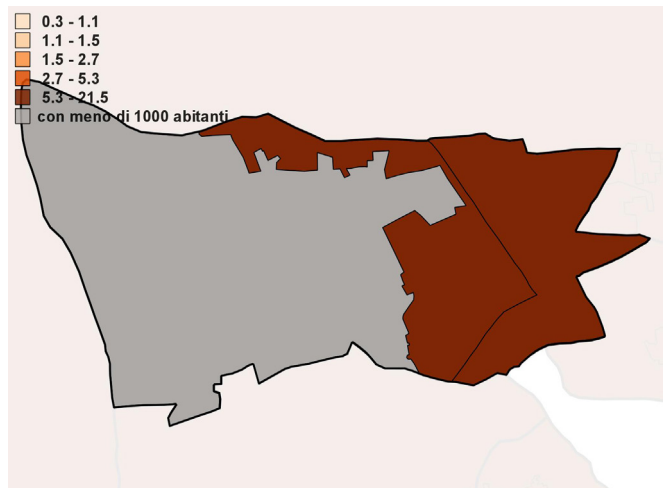 0.3 - 1.1
1.1 - 1.5
1.5 - 2.7
2.7 - 5.3
5.3 - 21.5
con meno di 1000 abitanti